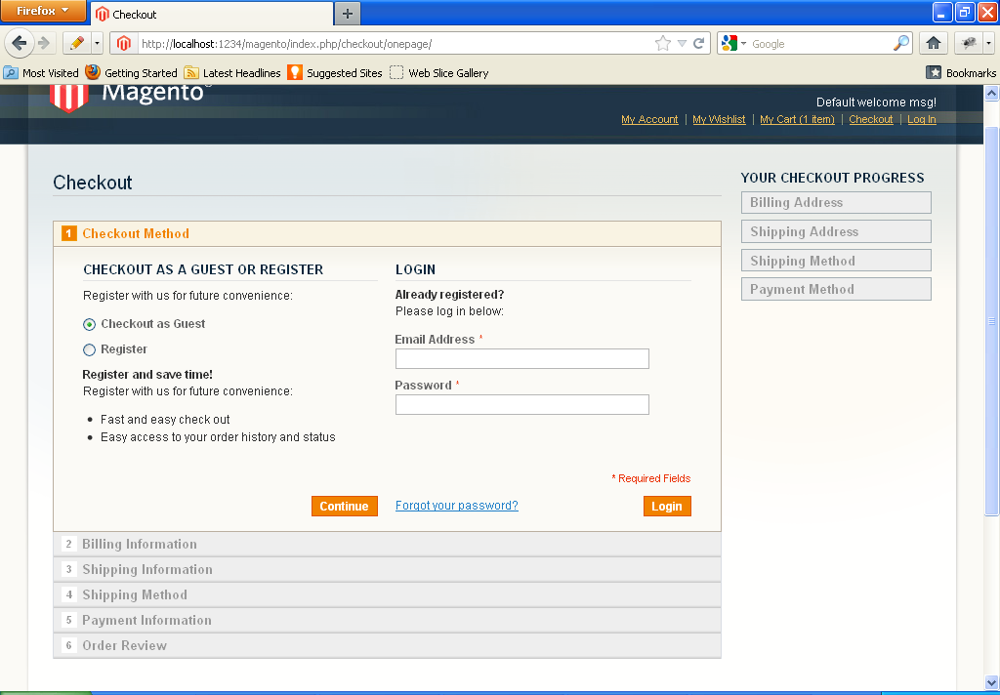 Firefox
Checkout
http://localhost:1234/magento/index.php/checkout/onepage/
Google
Most Visited Getting Started Latest Headlines Suggested Sites Web Slice Gallery Bookmarks
Magento
Default welcome msg!
My Account | My Wishlist | My Cart (1 item) | Checkout | Log In
Checkout
1 Checkout Method
CHECKOUT AS A GUEST OR REGISTER
Register with us for future convenience:
Checkout as Guest
Register
Register and save time!
Register with us for future convenience:
• Fast and easy check out
• Easy access to your order history and status
Continue
LOGIN
Already registered?
Please log in below:
Email Address *
Password *
* Required Fields
Forgot your password?
Login
2 Billing Information
3 Shipping Information
4 Shipping Method
5 Payment Information
6 Order Review
YOUR CHECKOUT PROGRESS
Billing Address
Shipping Address
Shipping Method
Payment Method